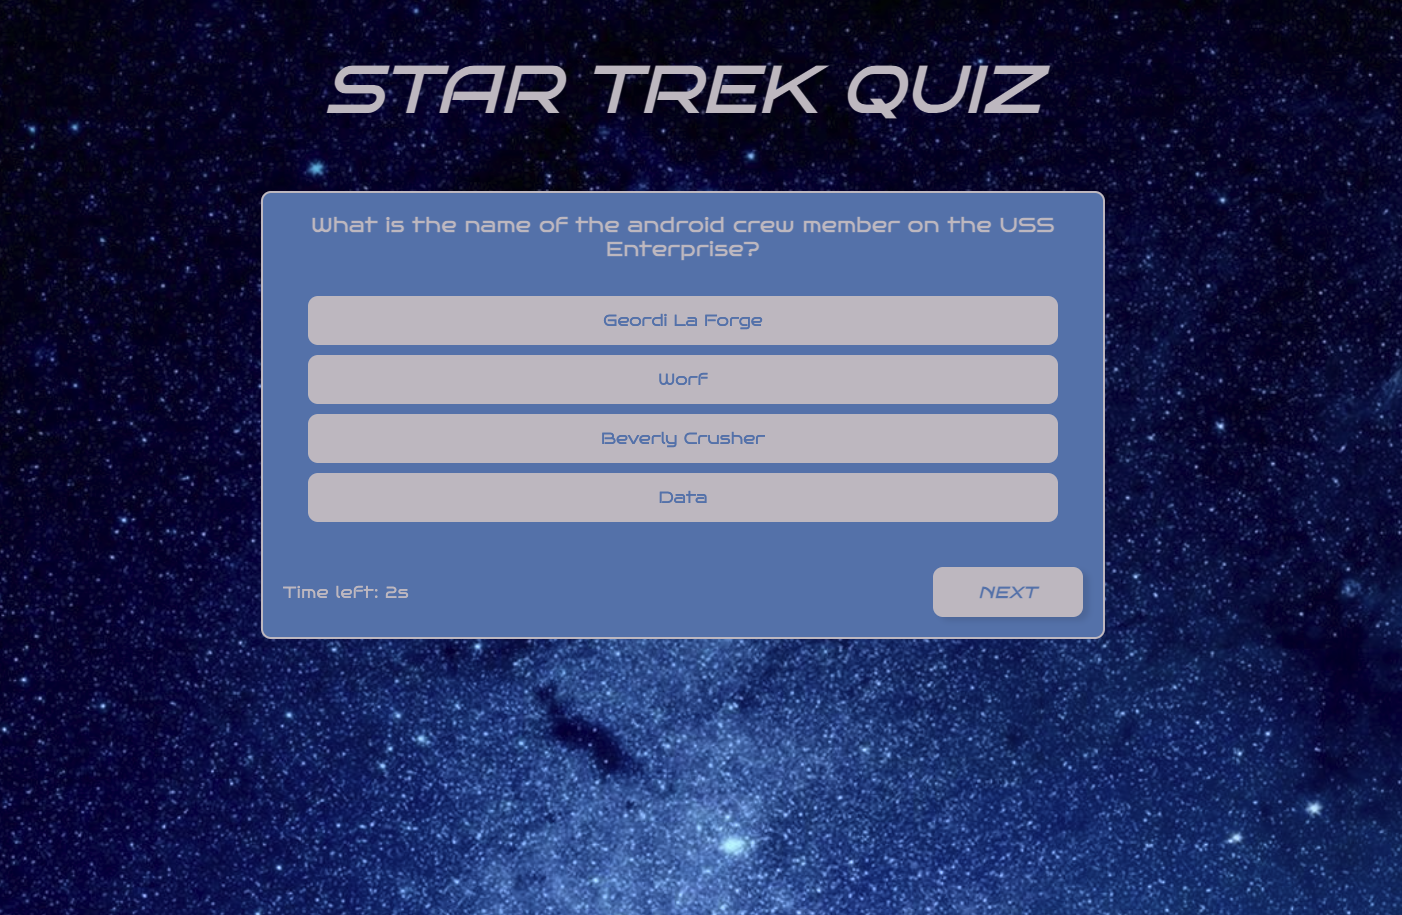 STAR TREK QUIZ
What is the name of the android crew member on the USS
Enterprise?
Geordi La Forge
Worf
Beverly Crusher
Data
Time left: 2s
NEXT